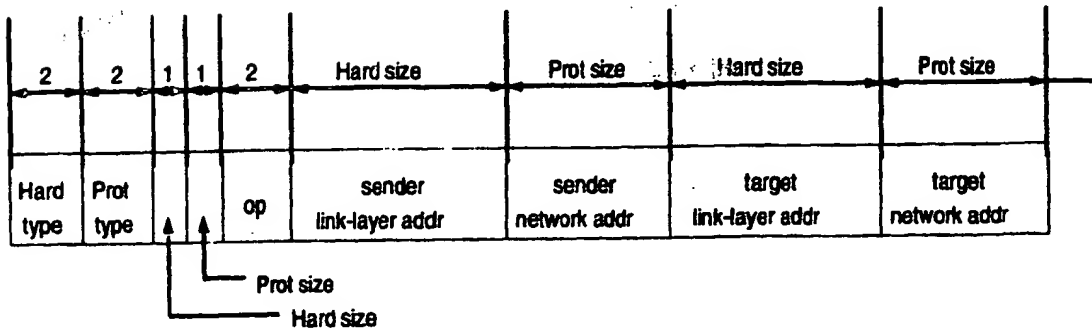 2 2 1 1 2 Hard size Prot size Hard size Prot size
Hard type
Prot type
op
sender
link-layer addr
sender
network addr
target
link-layer addr
target
network addr
Prot size
Hard size